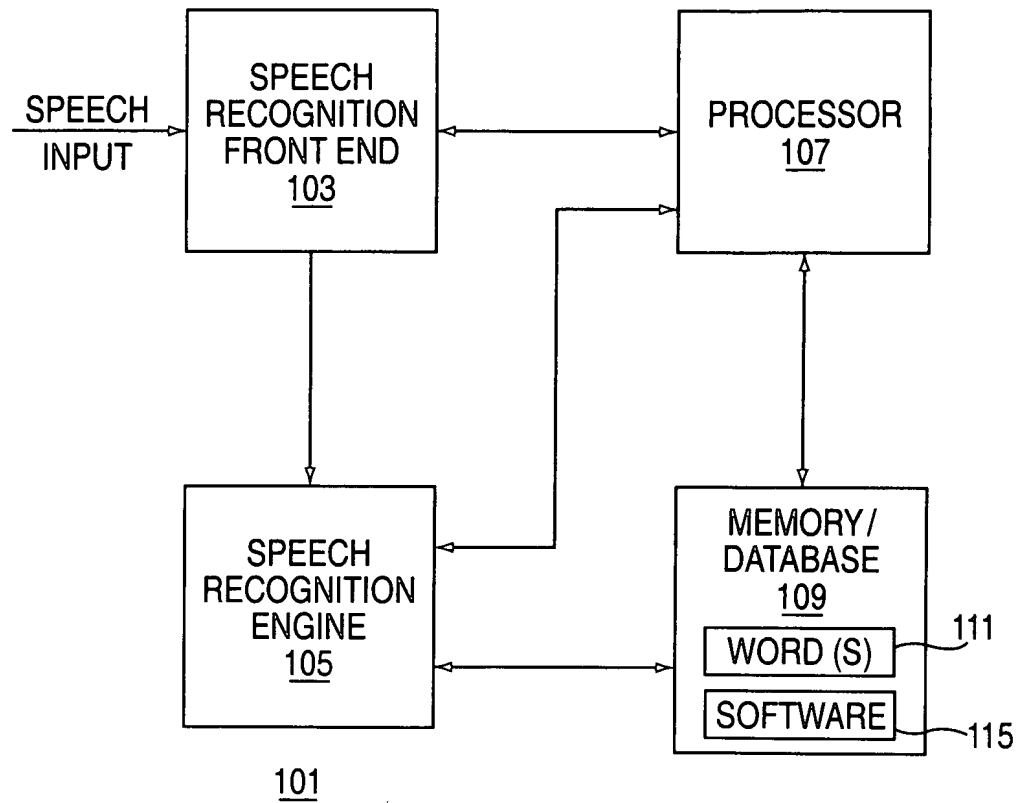 SPEECH
INPUT
SPEECH
RECOGNITION
FRONT END
103
PROCESSOR
107
SPEECH
RECOGNITION
ENGINE
105
MEMORY/
DATABASE
109
WORD (S)
111
SOFTWARE
115
101